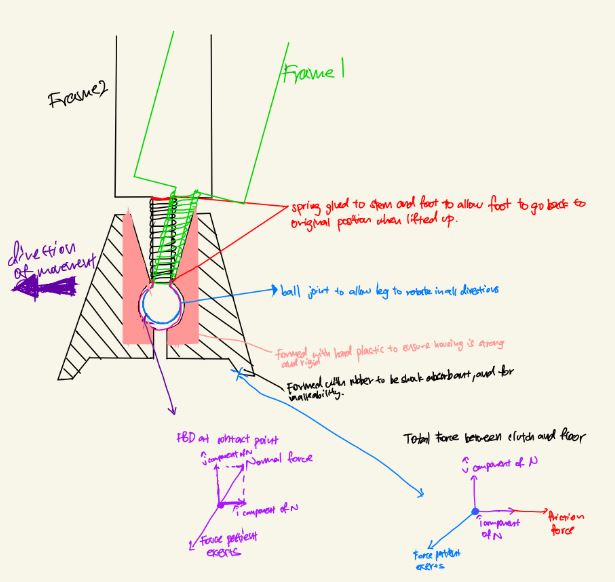 Frame 1
Frame 2
spring glued to stem and foot to allow foot to go back to
original position when lifted up.
direction
of movement
ball joint to allow leg to rotate in all directions
Formed with hard plastic to ensure housing is strong
and rigid
Formed with rubber to be shock absorbant, and for
malleability.
FBD at contact point
ĵ component of N
Normal force
î component of N
Force patient
exerts
Total Force between clutch and floor
ĵ component of N
î component
of N
friction
force
Force patient
exerts